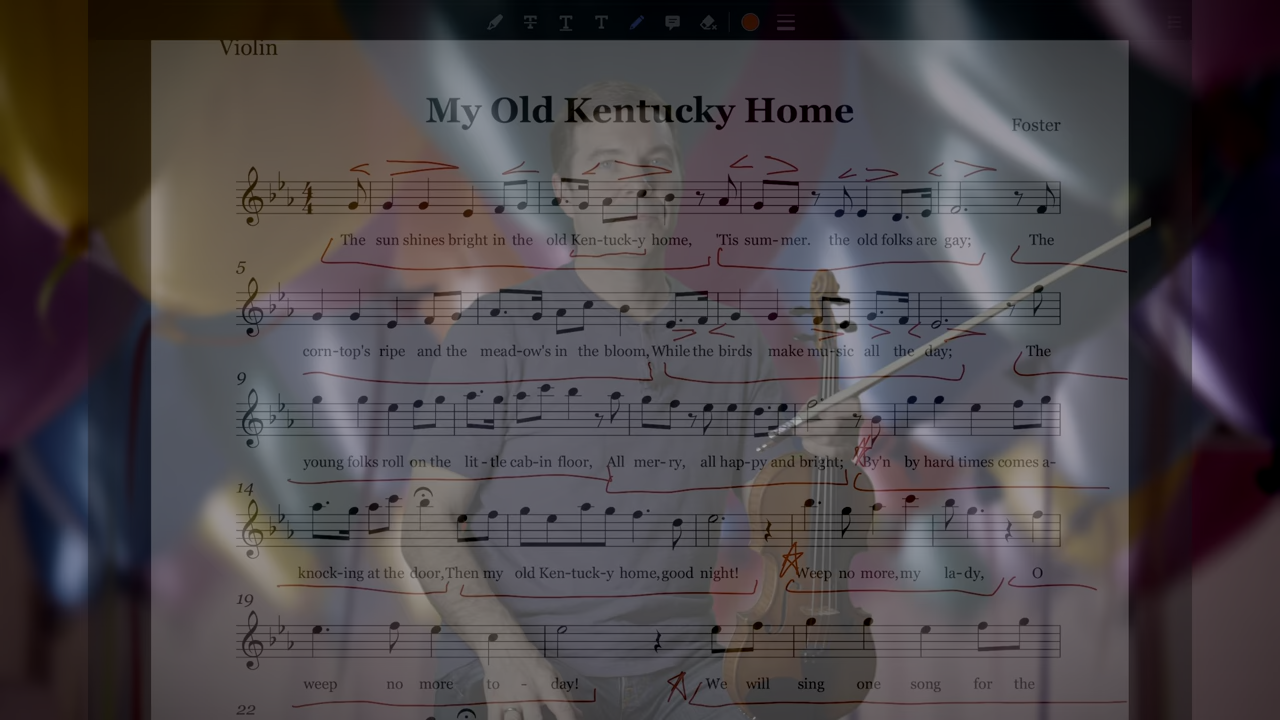 Violin
My Old Kentucky Home
Foster
The sun shines bright in the old Ken-tuck-y home, 'Tis sum-mer. the old folks are gay; The
5
corn-top's ripe and the mead-ow's in the bloom, While the birds make mu-sic all the day; The
9
young folks roll on the lit-tle cab-in floor, All mer-ry, all hap-py and bright; By'n by hard times comes a-
14
knock-ing at the door, Then my old Ken-tuck-y home, good night! Weep no more, my la-dy, O
19
weep no more to - day! We will sing one song for the
22